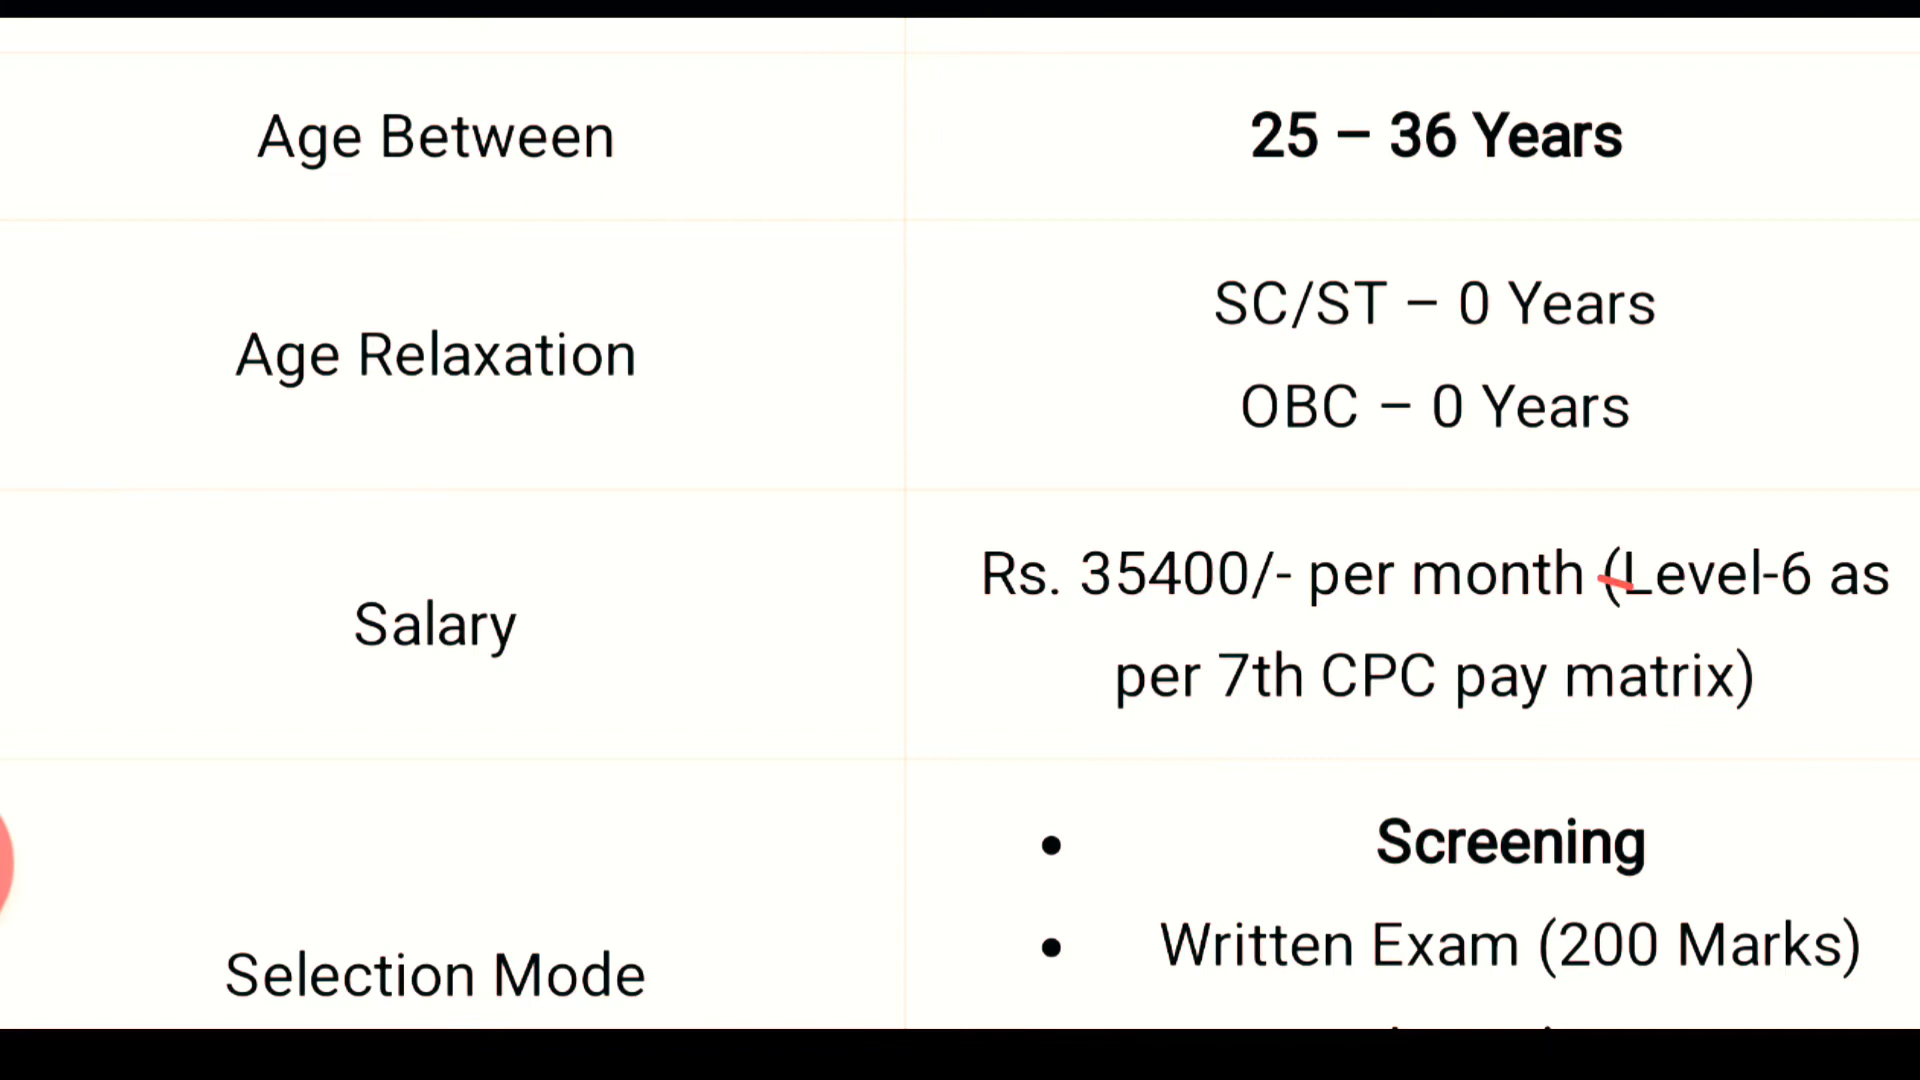 Age Between
25 – 36 Years
Age Relaxation
SC/ST – 0 Years
OBC – 0 Years
Salary
Rs. 35400/- per month (Level-6 as
per 7th CPC pay matrix)
Selection Mode
Screening
Written Exam (200 Marks)